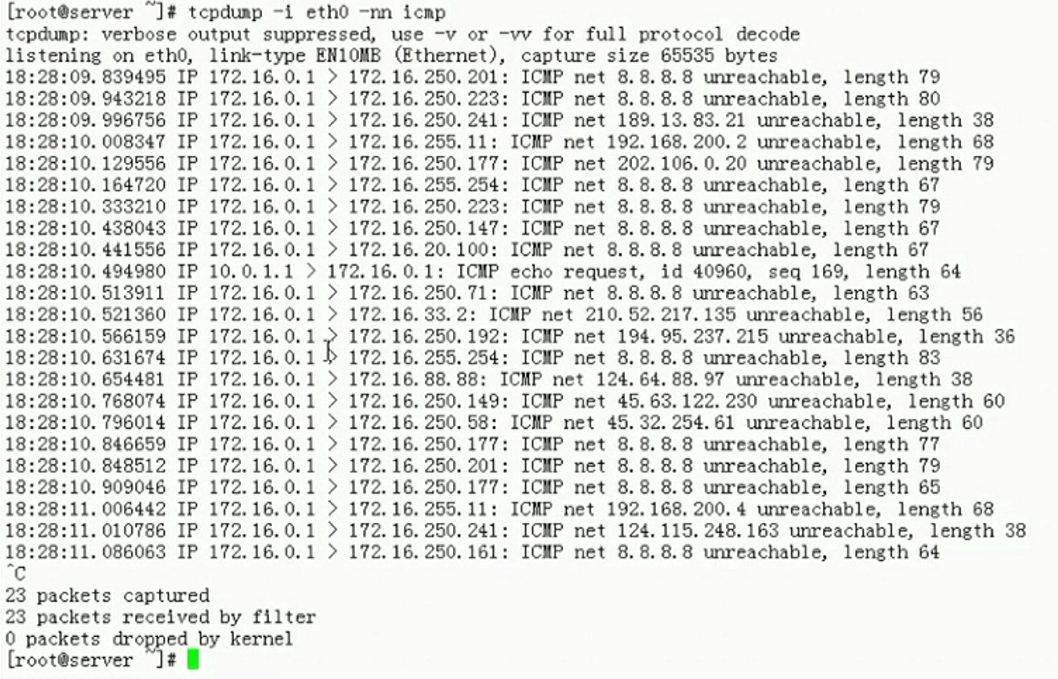 [root@server ~]# tcpdump -i eth0 -nn icmp
tcpdump: verbose output suppressed, use -v or -vv for full protocol decode
listening on eth0, link-type EN10MB (Ethernet), capture size 65535 bytes
18:28:09.839495 IP 172.16.0.1 > 172.16.250.201: ICMP net 8.8.8.8 unreachable, length 79
18:28:09.943218 IP 172.16.0.1 > 172.16.250.223: ICMP net 8.8.8.8 unreachable, length 80
18:28:09.996756 IP 172.16.0.1 > 172.16.250.241: ICMP net 189.13.83.21 unreachable, length 38
18:28:10.008347 IP 172.16.0.1 > 172.16.255.11: ICMP net 192.168.200.2 unreachable, length 68
18:28:10.129556 IP 172.16.0.1 > 172.16.250.177: ICMP net 202.106.0.20 unreachable, length 79
18:28:10.164720 IP 172.16.0.1 > 172.16.255.254: ICMP net 8.8.8.8 unreachable, length 67
18:28:10.333210 IP 172.16.0.1 > 172.16.250.223: ICMP net 8.8.8.8 unreachable, length 79
18:28:10.438043 IP 172.16.0.1 > 172.16.250.147: ICMP net 8.8.8.8 unreachable, length 67
18:28:10.441556 IP 172.16.0.1 > 172.16.20.100: ICMP net 8.8.8.8 unreachable, length 67
18:28:10.494980 IP 10.0.1.1 > 172.16.0.1: ICMP echo request, id 40960, seq 169, length 64
18:28:10.513911 IP 172.16.0.1 > 172.16.250.71: ICMP net 8.8.8.8 unreachable, length 63
18:28:10.521360 IP 172.16.0.1 > 172.16.33.2: ICMP net 210.52.217.135 unreachable, length 56
18:28:10.566159 IP 172.16.0.1 > 172.16.250.192: ICMP net 194.95.237.215 unreachable, length 36
18:28:10.631674 IP 172.16.0.1 > 172.16.255.254: ICMP net 8.8.8.8 unreachable, length 83
18:28:10.654481 IP 172.16.0.1 > 172.16.88.88: ICMP net 124.64.88.97 unreachable, length 38
18:28:10.768074 IP 172.16.0.1 > 172.16.250.149: ICMP net 45.63.122.230 unreachable, length 60
18:28:10.796014 IP 172.16.0.1 > 172.16.250.58: ICMP net 45.32.254.61 unreachable, length 60
18:28:10.846659 IP 172.16.0.1 > 172.16.250.177: ICMP net 8.8.8.8 unreachable, length 77
18:28:10.848512 IP 172.16.0.1 > 172.16.250.201: ICMP net 8.8.8.8 unreachable, length 79
18:28:10.909046 IP 172.16.0.1 > 172.16.250.177: ICMP net 8.8.8.8 unreachable, length 65
18:28:11.006442 IP 172.16.0.1 > 172.16.255.11: ICMP net 192.168.200.4 unreachable, length 68
18:28:11.010786 IP 172.16.0.1 > 172.16.250.241: ICMP net 124.115.248.163 unreachable, length 38
18:28:11.086063 IP 172.16.0.1 > 172.16.250.161: ICMP net 8.8.8.8 unreachable, length 64
^C
23 packets captured
23 packets received by filter
0 packets dropped by kernel
[root@server ~]#